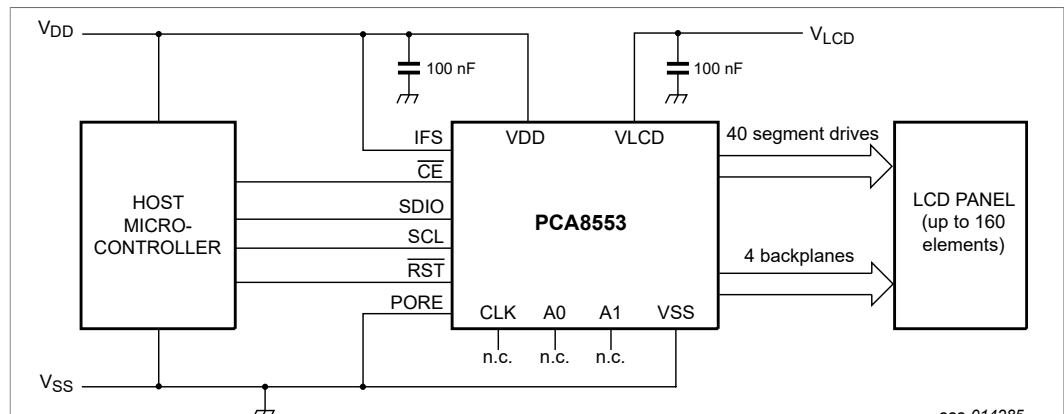 VDD
VLCD
100 nF
100 nF
IFS
VDD
VLCD
40 segment drives
CE
HOST
MICRO-
CONTROLLER
SDIO
PCA8553
LCD PANEL
(up to 160
elements)
SCL
4 backplanes
RST
PORE
CLK
A0
A1
VSS
n.c.
n.c.
n.c.
VSS